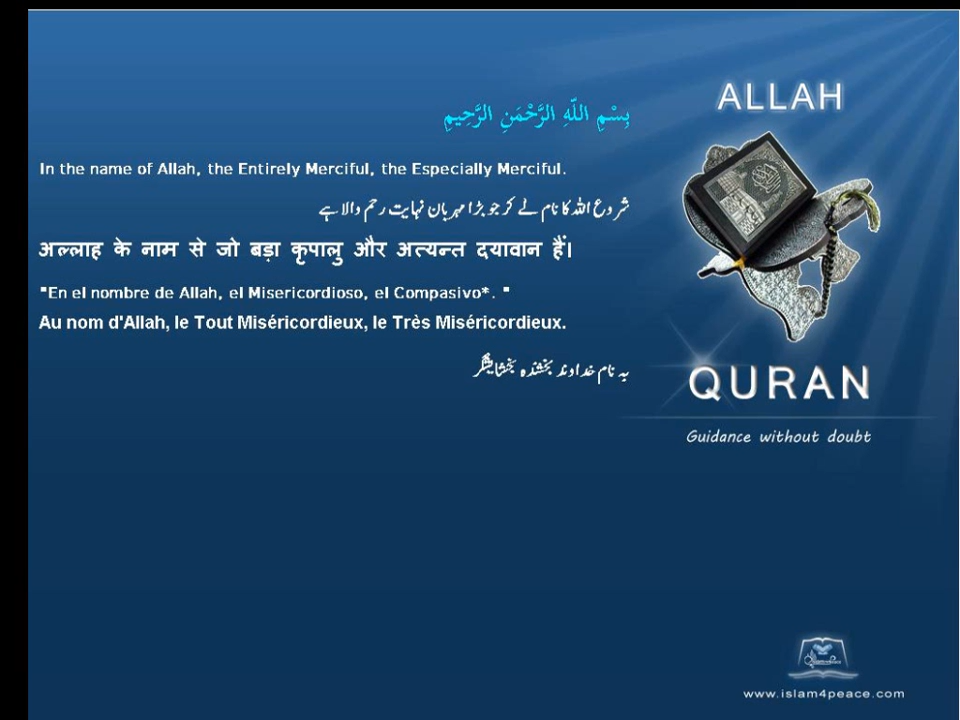 بِسْمِ اللّهِ الرَّحْمَنِ الرَّحِيمِ
In the name of Allah, the Entirely Merciful, the Especially Merciful.
شروع الله کا نام لے کر جو بڑا مہربان نہایت رحم والا ہے
अल्लाह के नाम से जो बड़ा कृपालु और अत्यन्त दयावान हैं।
"En el nombre de Allah, el Misericordioso, el Compasivo*. "
Au nom d'Allah, le Tout Miséricordieux, le Très Miséricordieux.
به نام خداوند بخشنده بخشایشگر
ALLAH
QURAN
Guidance without doubt
www.islam4peace.com